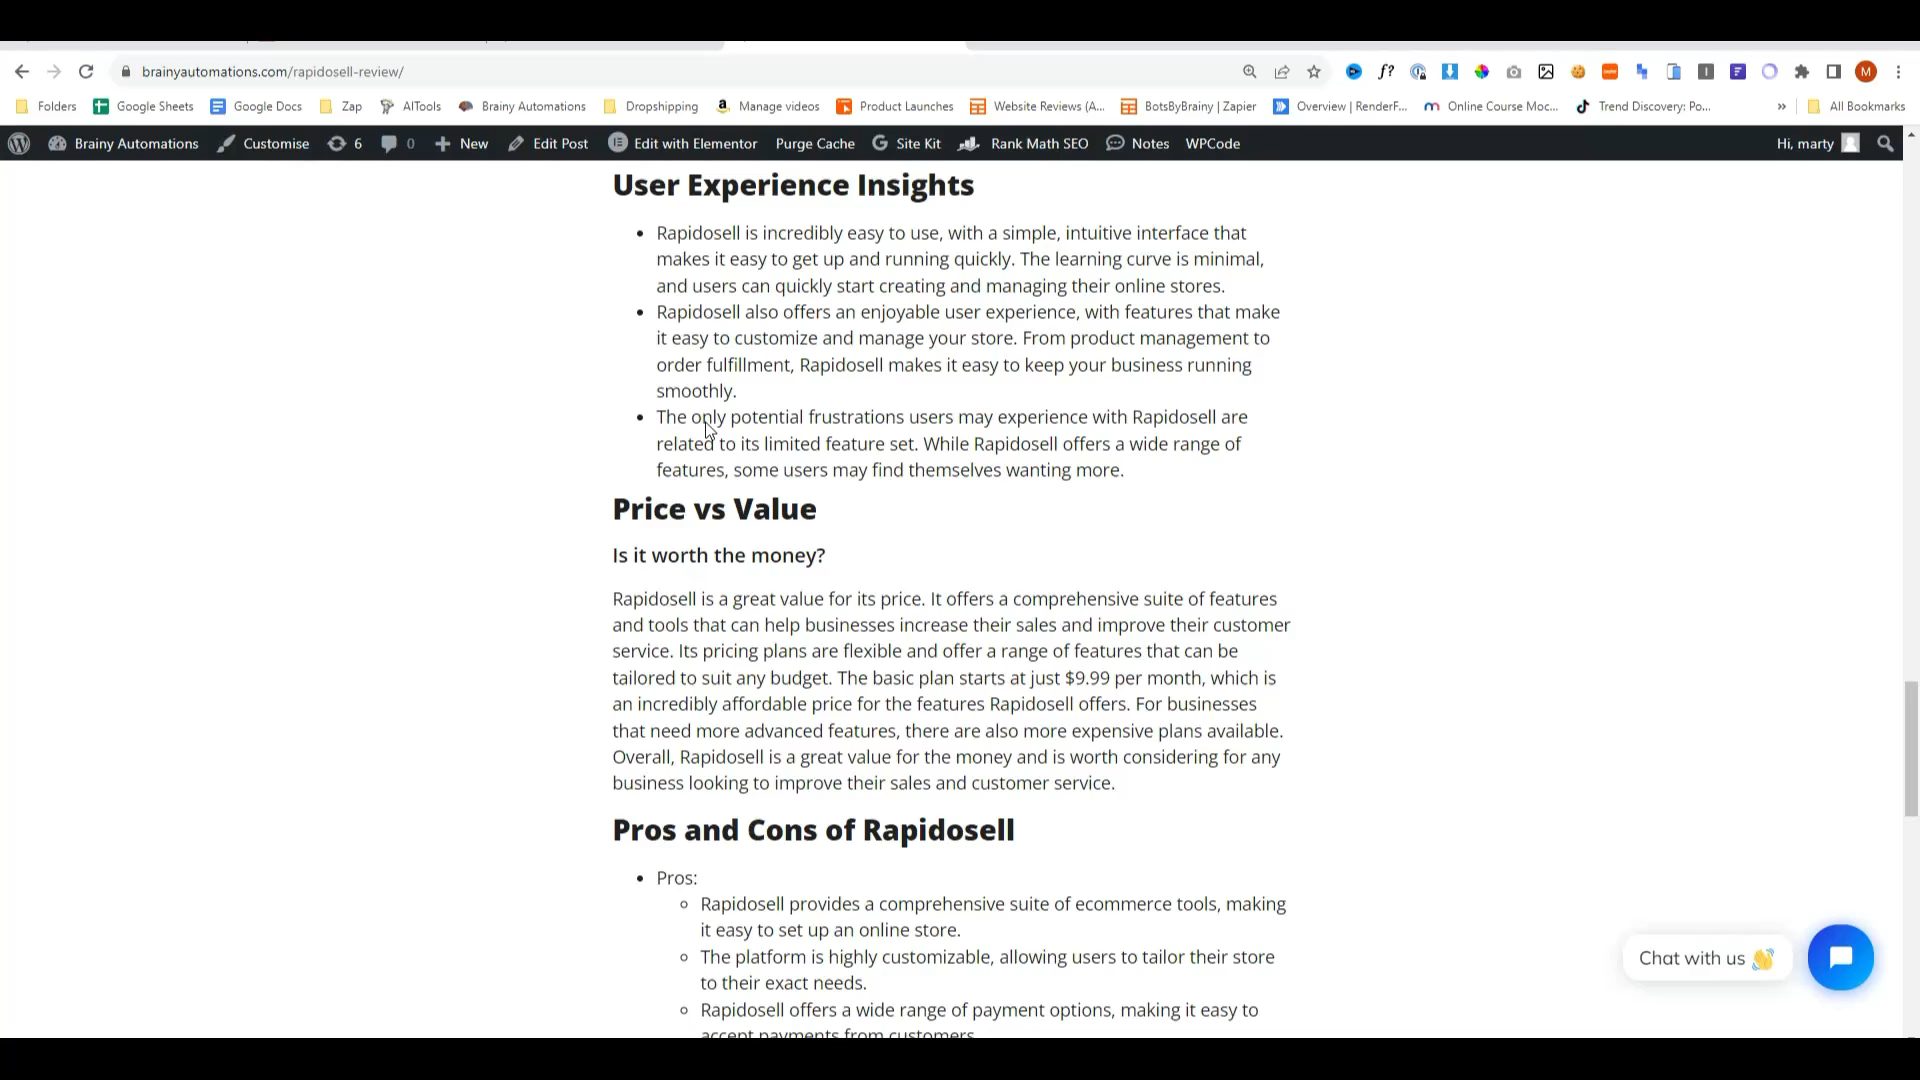 brainyautomations.com/rapidosell-review/
Folders Google Sheets Google Docs Zap AITools Brainy Automations Dropshipping Manage videos Product Launches Website Reviews (A... BotsByBrainy | Zapier Overview | RenderF... Online Course Moc... Trend Discovery: Po... » All Bookmarks
Brainy Automations Customise 6 0 New Edit Post Edit with Elementor Purge Cache Site Kit Rank Math SEO Notes WPCode Hi, marty
User Experience Insights
• Rapidosell is incredibly easy to use, with a simple, intuitive interface that
makes it easy to get up and running quickly. The learning curve is minimal,
and users can quickly start creating and managing their online stores.
• Rapidosell also offers an enjoyable user experience, with features that make
it easy to customize and manage your store. From product management to
order fulfillment, Rapidosell makes it easy to keep your business running
smoothly.
• The only potential frustrations users may experience with Rapidosell are
related to its limited feature set. While Rapidosell offers a wide range of
features, some users may find themselves wanting more.
Price vs Value
Is it worth the money?
Rapidosell is a great value for its price. It offers a comprehensive suite of features
and tools that can help businesses increase their sales and improve their customer
service. Its pricing plans are flexible and offer a range of features that can be
tailored to suit any budget. The basic plan starts at just $9.99 per month, which is
an incredibly affordable price for the features Rapidosell offers. For businesses
that need more advanced features, there are also more expensive plans available.
Overall, Rapidosell is a great value for the money and is worth considering for any
business looking to improve their sales and customer service.
Pros and Cons of Rapidosell
• Pros:
Rapidosell provides a comprehensive suite of ecommerce tools, making
it easy to set up an online store.
The platform is highly customizable, allowing users to tailor their store
to their exact needs.
Rapidosell offers a wide range of payment options, making it easy to
accept payments from customers.
Chat with us 👋